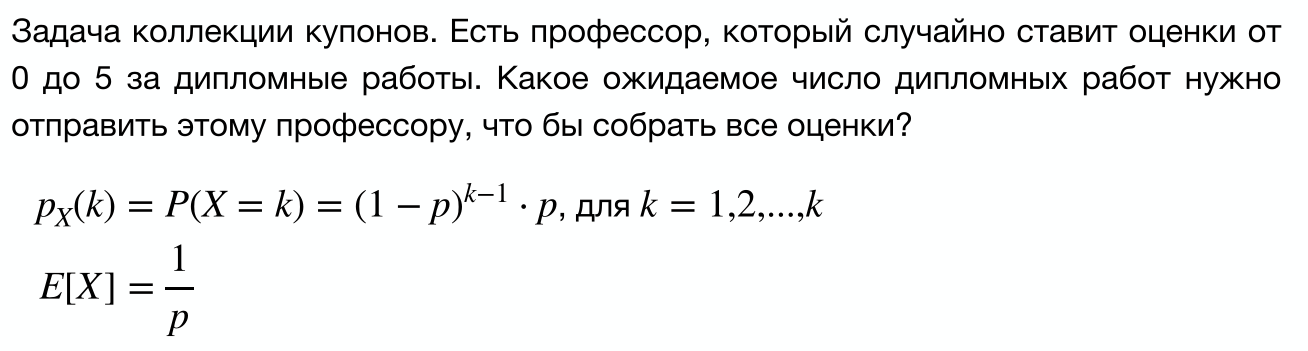 Задача коллекции купонов. Есть профессор, который случайно ставит оценки от
0 до 5 за дипломные работы. Какое ожидаемое число дипломных работ нужно
отправить этому профессору, что бы собрать все оценки?
p_X(k) = P(X = k) = (1 − p)^{k−1} · p, для k = 1,2,...,k
E[X] = \frac{1}{p}